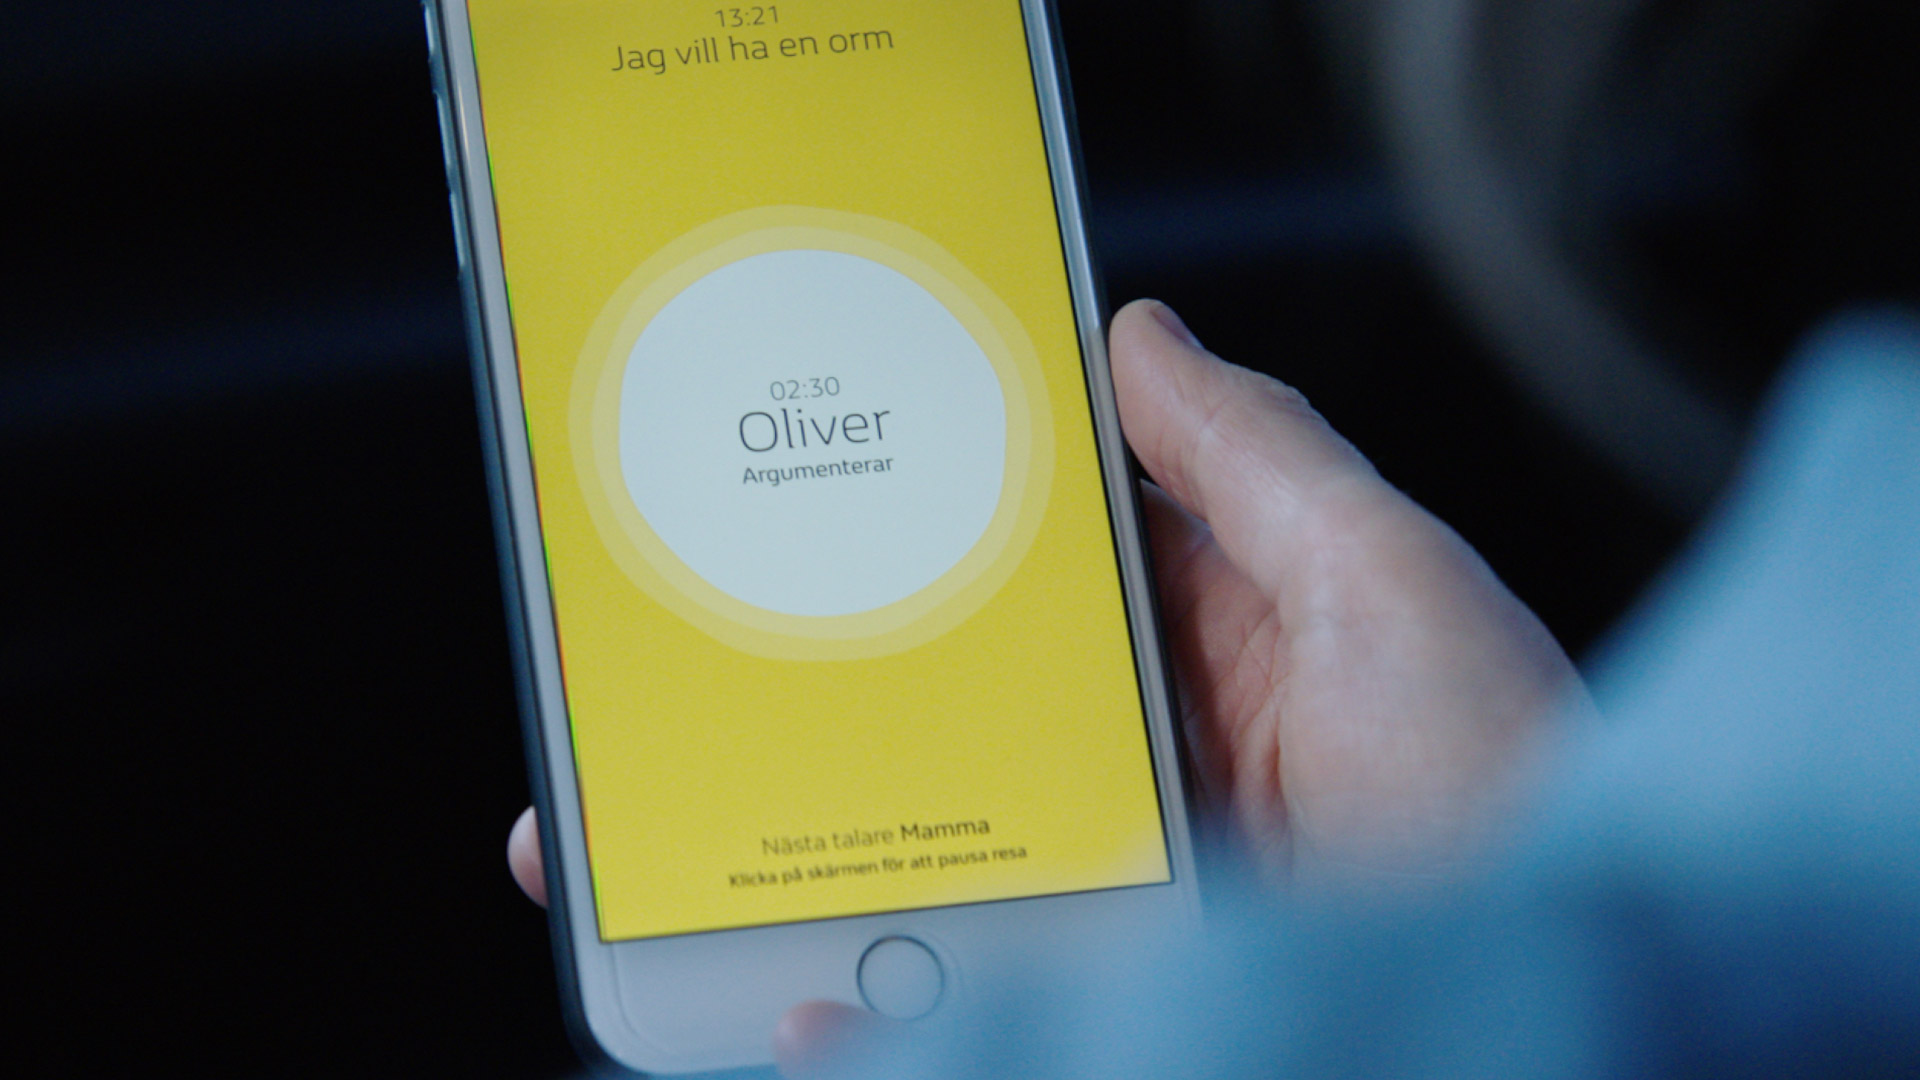 13:21
Jag vill ha en orm
02:30
Oliver
Argumenterar
Nästa talare Mamma
Klicka på skärmen för att pausa resa